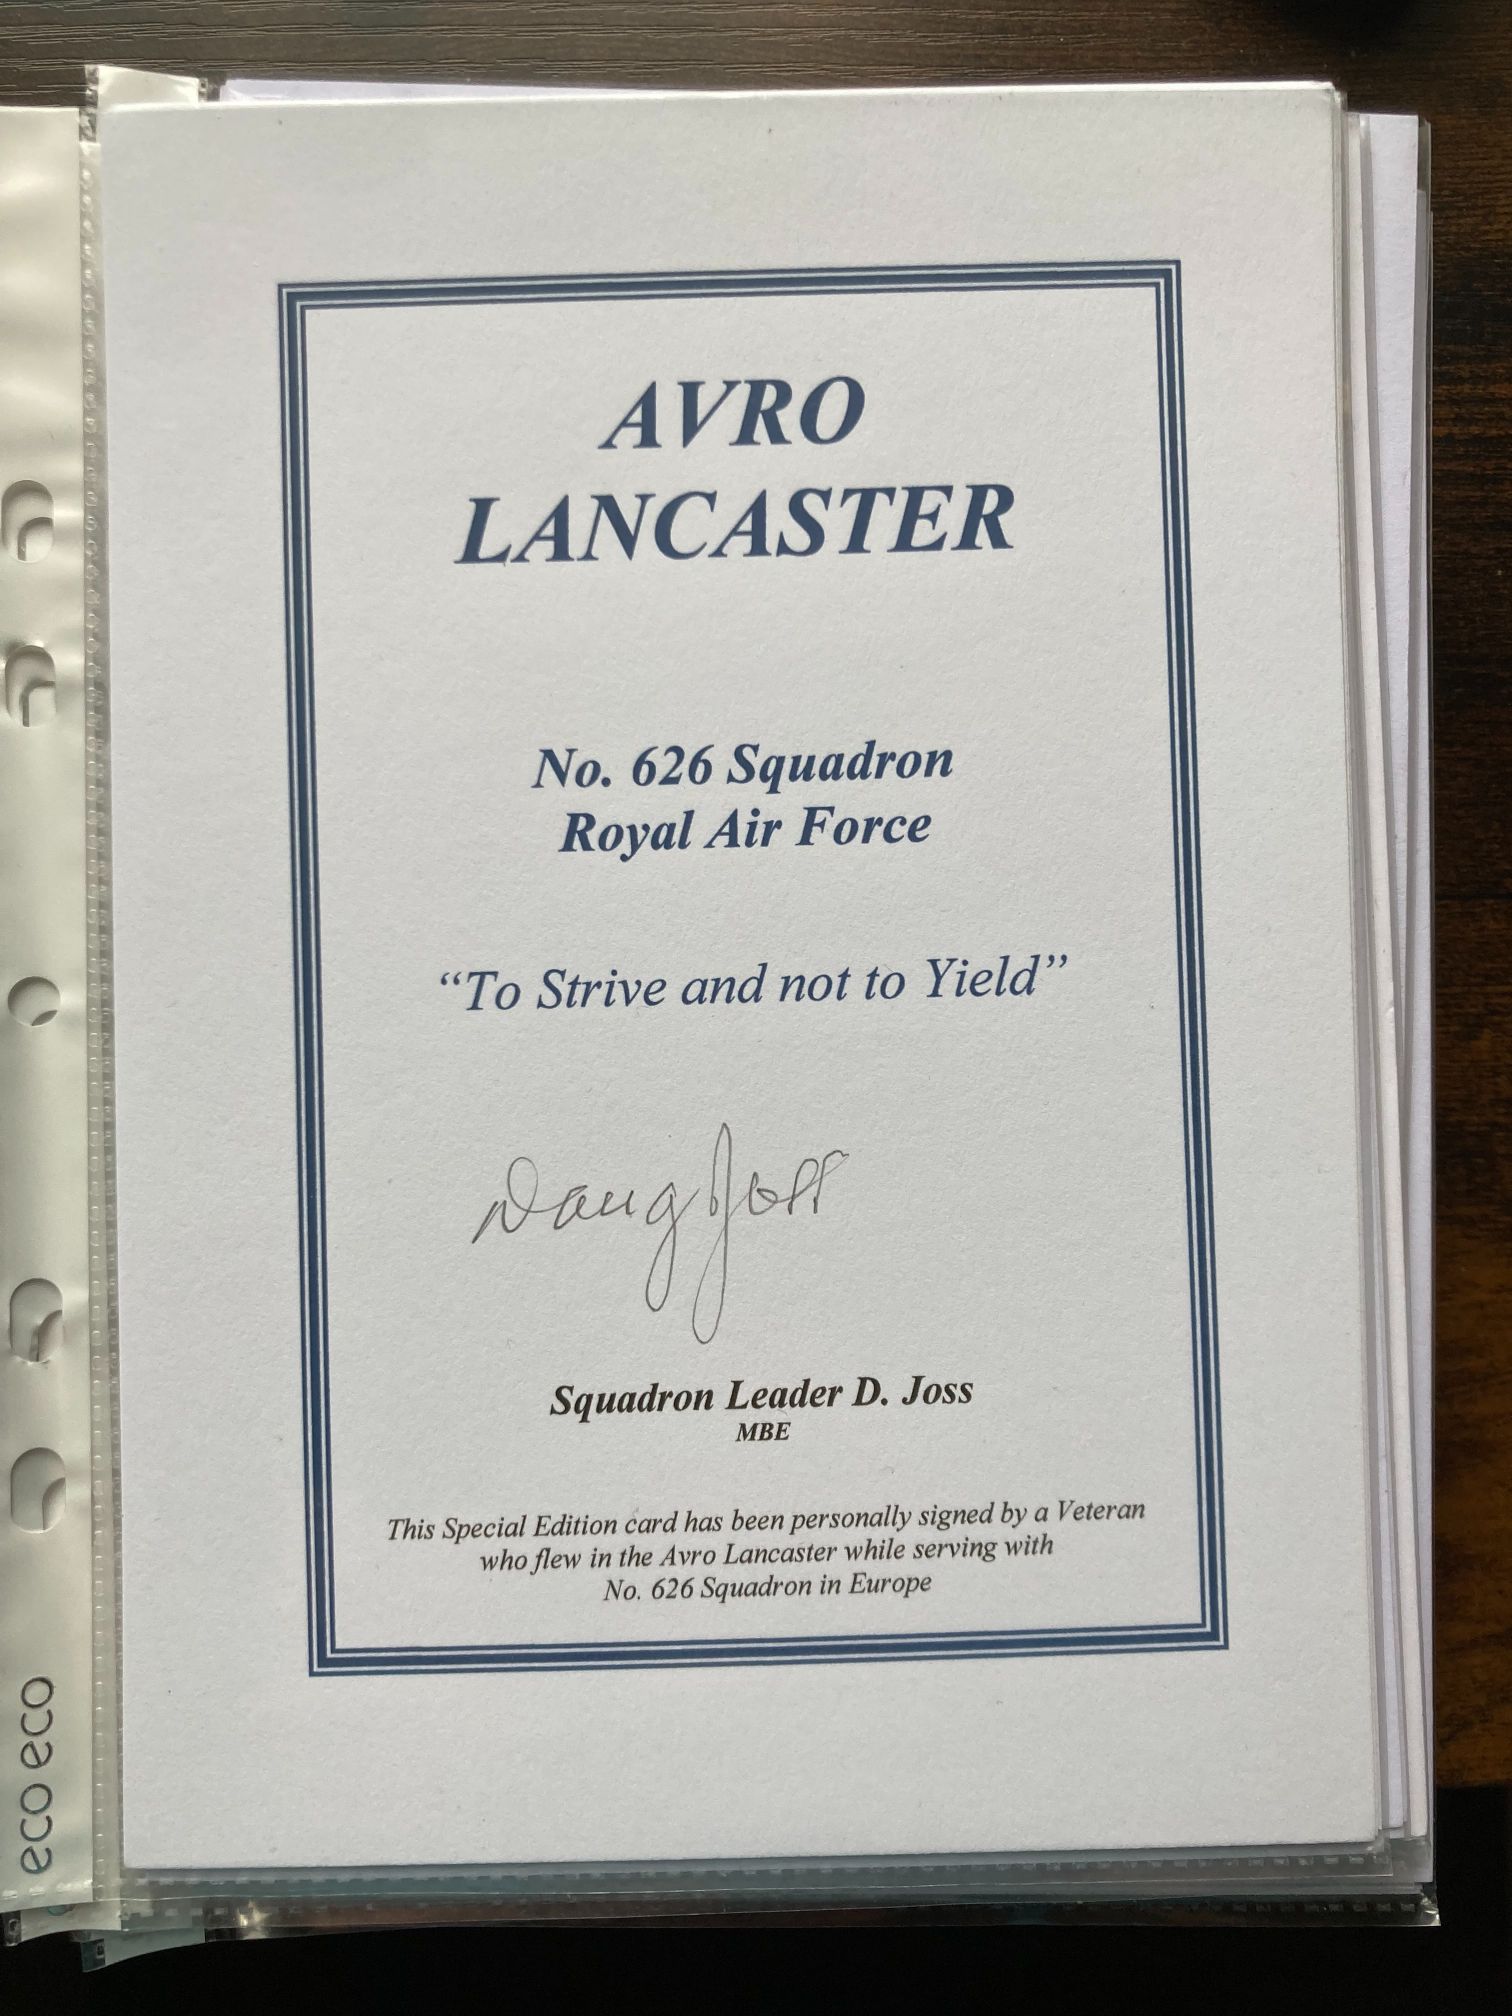 AVRO
LANCASTER
No. 626 Squadron
Royal Air Force
“To Strive and not to Yield”
Doug Joss
Squadron Leader D. Joss
MBE
This Special Edition card has been personally signed by a Veteran
who flew in the Avro Lancaster while serving with
No. 626 Squadron in Europe
eco eco